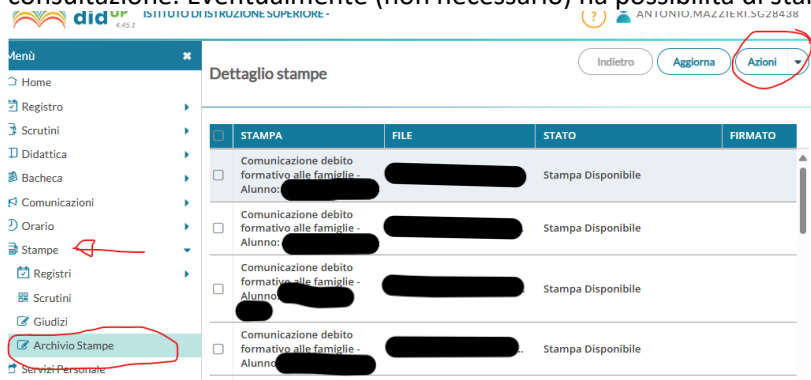 consultazione. Eventualmente (non necessario) ha possibilità di sta
did UP 4.45.1 ISTITUTO DI ISTRUZIONE SUPERIORE -
? ANTONIO.MAZZIERI.SG28438
Menù
Home
Registro
Scrutini
Didattica
Bacheca
Comunicazioni
Orario
Stampe
Registri
Scrutini
Giudizi
Archivio Stampe
Servizi Personale
Dettaglio stampe
Indietro Aggiorna Azioni
STAMPA FILE STATO FIRMATO
Comunicazione debito
formativo alle famiglie - Stampa Disponibile
Alunno:
Comunicazione debito
formativo alle famiglie - Stampa Disponibile
Alunno:
Comunicazione debito
formativo alle famiglie -
Alunno: Stampa Disponibile
Comunicazione debito
formativo alle famiglie - .. Stampa Disponibile
Alunno